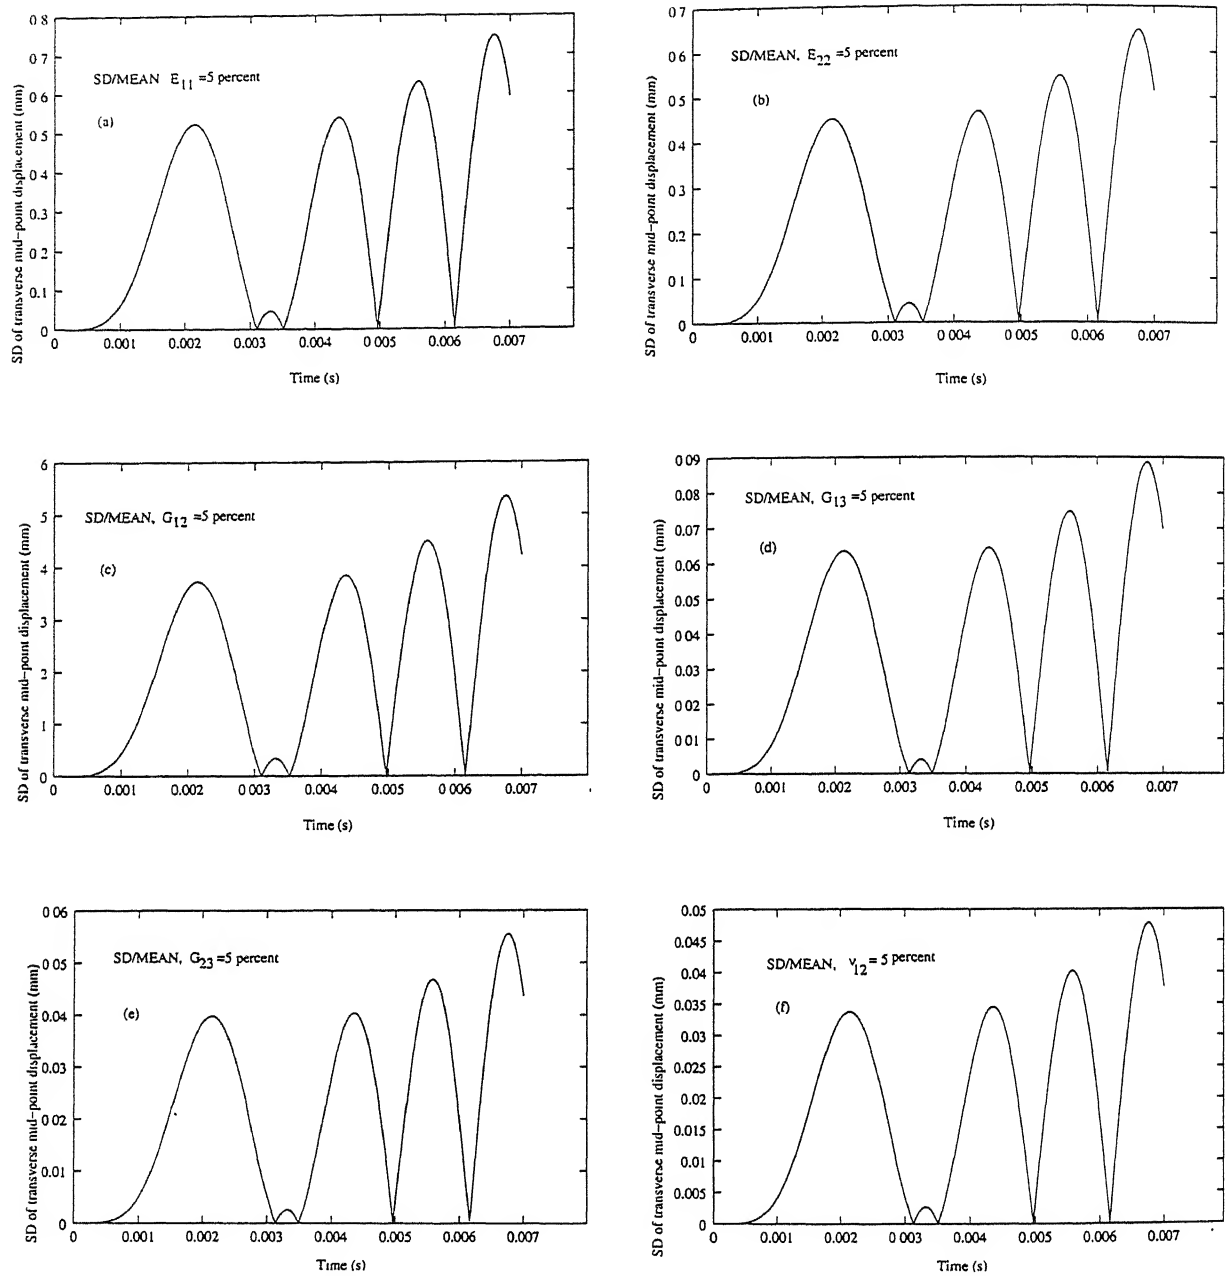 SD of transverse mid-point displacement (mm)
0 8
0.7
0.6
0 5
0 4
0.3
0 2
0.1
0
SD/MEAN E11 =5 percent
(a)
0 0.001 0.002 0.003 0.004 0 005 0.006 0.007
Time (s)
SD of transverse mid-point displacement (mm)
0 7
0 6
0 5
0 4
0 3
0 2
0 1
0
SD/MEAN, E22 =5 percent
(b)
0 0.001 0.002 0.003 0.004 0 005 0.006 0.007
Time (s)
SD of transverse mid-point displacement (mm)
6
5
4
3
2
1
0
SD/MEAN, G12 =5 percent
(c)
0 0.001 0 002 0 003 0.004 0.005 0 006 0.007
Time (s)
SD of transverse mid-point displacement (mm)
0.09
0.08
0.07
0.06
0.05
0 04
0.03
0.02
0 01
0
SD/MEAN, G13 =5 percent
(d)
0 0.001 0.002 0.003 0.004 0.005 0.006 0.007
Time (s)
SD of transverse mid-point displacement (mm)
0 06
0 05
0.04
0.03
0 02
0.01
0
SD/MEAN, G23 =5 percent
(e)
0 0.001 0.002 0.003 0 004 0 005 0.006 0.007
Time (s)
SD of transverse mid-point displacement (mm)
0.05
0.045
0.04
0.035
0.03
0.025
0.02
0.015
0.01
0.005
0
SD/MEAN, ν12 = 5 percent
(f)
0 0.001 0.002 0 003 0.004 0.005 0.006 0.007
Time (s)